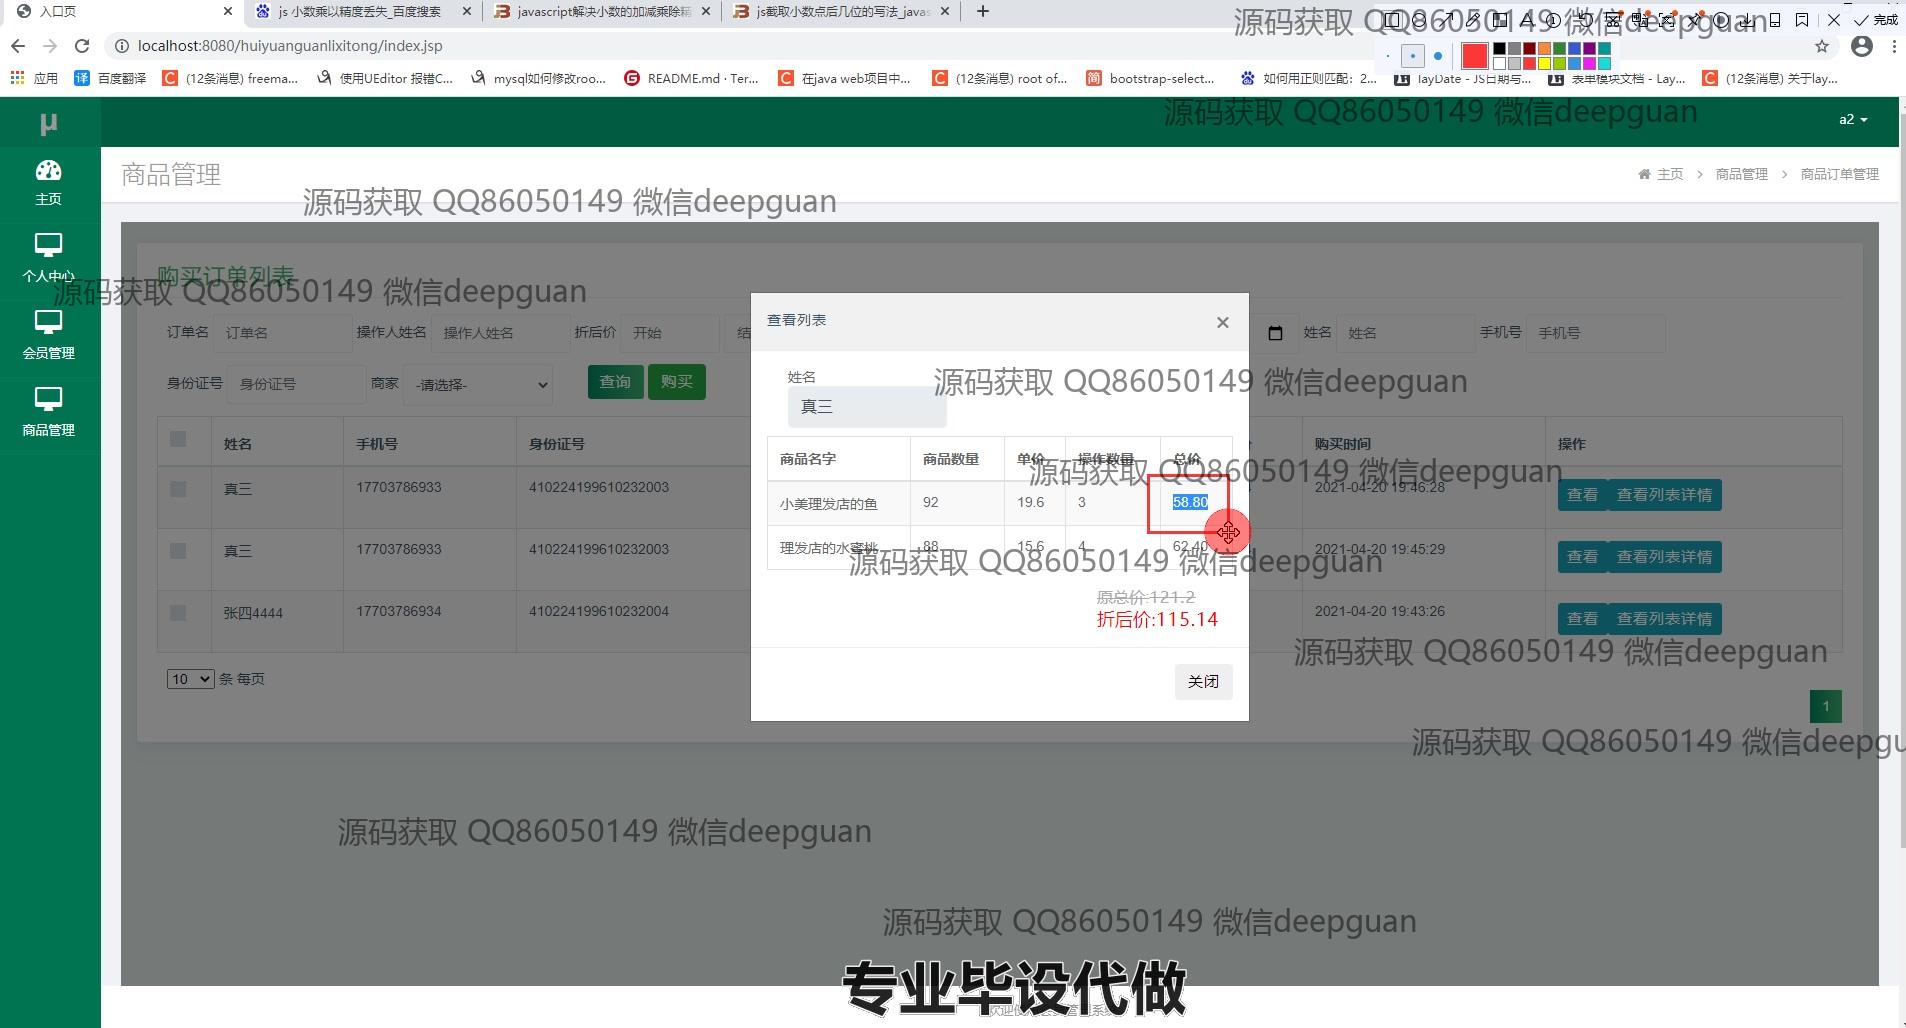 入口页
js 小数乘以精度丢失_百度搜索
javascript解决小数的加减乘除精
js截取小数点后几位的写法_javas
完成
localhost:8080/huiyuanguanlixitong/index.jsp
应用
百度翻译
(12条消息) freema...
使用UEditor 报错C...
mysql如何修改roo...
README.md · Ter...
在java web项目中...
(12条消息) root of...
bootstrap-select...
如何用正则匹配：2...
layDate - JS日期与...
表单模块文档 - Lay...
(12条消息) 关于lay...
源码获取 QQ86050149 微信deepguan
源码获取 QQ86050149 微信deepguan
μ
a2
主页
个人中心
会员管理
商品管理
商品管理
主页 > 商品管理 > 商品订单管理
源码获取 QQ86050149 微信deepguan
购买订单列表
源码获取 QQ86050149 微信deepguan
订单名 订单名 操作人姓名 操作人姓名 折后价 开始 结
姓名 姓名 手机号 手机号
身份证号 身份证号 商家 -请选择- 查询 购买
姓名 手机号 身份证号 购买时间 操作
真三 17703786933 410224199610232003 2021-04-20 19:46:28 查看 查看列表详情
真三 17703786933 410224199610232003 2021-04-20 19:45:29 查看 查看列表详情
张四4444 17703786934 410224199610232004 2021-04-20 19:43:26 查看 查看列表详情
10 条 每页
1
查看列表
×
姓名
真三
源码获取 QQ86050149 微信deepguan
商品名字 商品数量 单价 操作数量 总价
源码获取 QQ86050149 微信deepguan
小美理发店的鱼 92 19.6 3 58.80
理发店的水蜜桃 88 15.6 4 62.40
源码获取 QQ86050149 微信deepguan
原总价:121.2
折后价:115.14
关闭
源码获取 QQ86050149 微信deepguan
源码获取 QQ86050149 微信deepgu
源码获取 QQ86050149 微信deepguan
源码获取 QQ86050149 微信deepguan
专业毕设代做